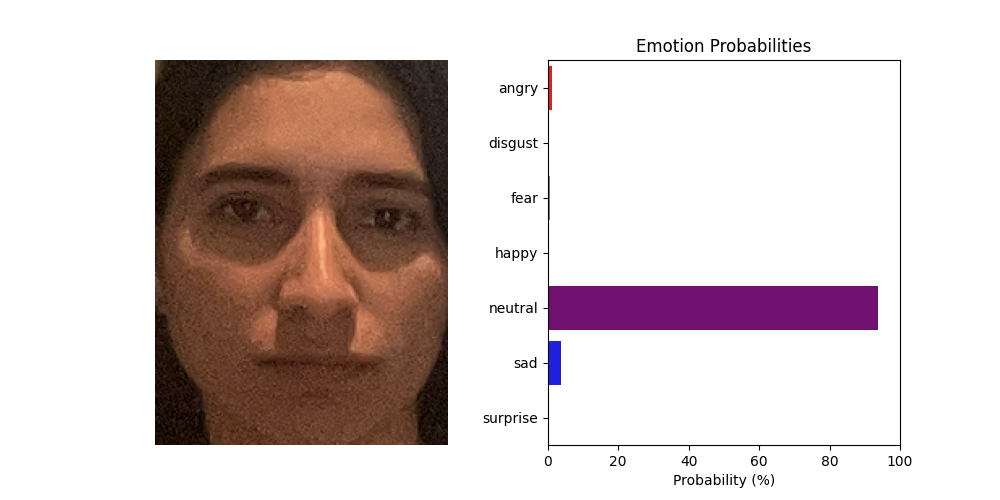 Emotion Probabilities
angry
disgust
fear
happy
neutral
sad
surprise
0 20 40 60 80 100
Probability (%)